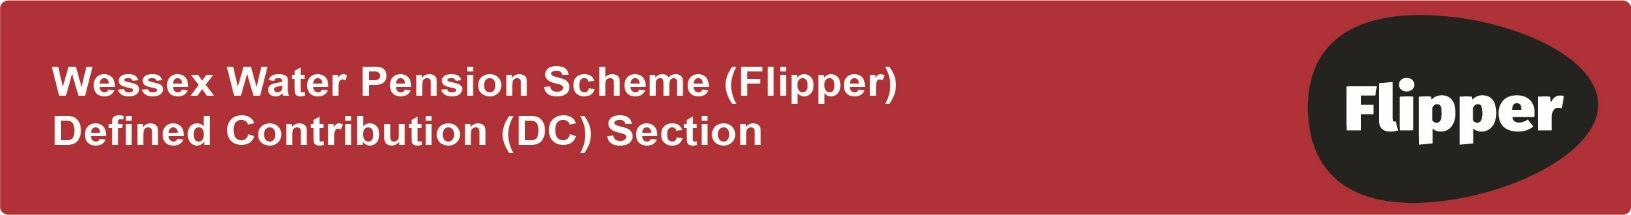 Wessex Water Pension Scheme (Flipper)
Defined Contribution (DC) Section
Flipper